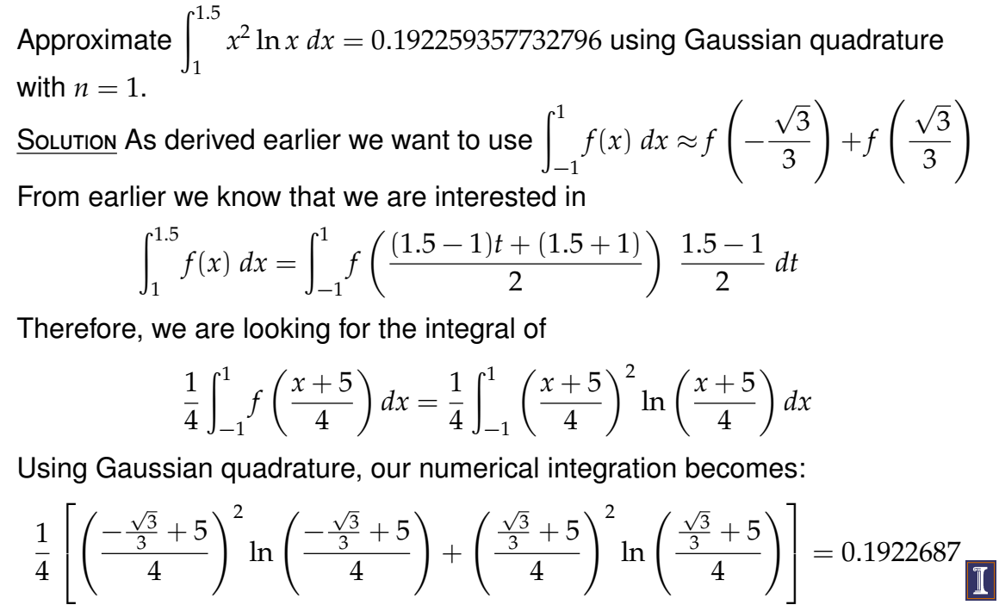 Approximate $\int_{1}^{1.5} x^2 \ln x \, dx = 0.192259357732796$ using Gaussian quadrature
with $n = 1$.
SOLUTION As derived earlier we want to use $\int_{-1}^{1} f(x) \, dx \approx f\left(-\frac{\sqrt{3}}{3}\right) + f\left(\frac{\sqrt{3}}{3}\right)$
From earlier we know that we are interested in
$\int_{1}^{1.5} f(x) \, dx = \int_{-1}^{1} f\left(\frac{(1.5-1)t + (1.5+1)}{2}\right) \frac{1.5-1}{2} \, dt$
Therefore, we are looking for the integral of
$\frac{1}{4} \int_{-1}^{1} f\left(\frac{x+5}{4}\right) dx = \frac{1}{4} \int_{-1}^{1} \left(\frac{x+5}{4}\right)^2 \ln\left(\frac{x+5}{4}\right) dx$
Using Gaussian quadrature, our numerical integration becomes:
$\frac{1}{4} \left[ \left(\frac{-\frac{\sqrt{3}}{3}+5}{4}\right)^2 \ln\left(\frac{-\frac{\sqrt{3}}{3}+5}{4}\right) + \left(\frac{\frac{\sqrt{3}}{3}+5}{4}\right)^2 \ln\left(\frac{\frac{\sqrt{3}}{3}+5}{4}\right) \right] = 0.1922687$
I